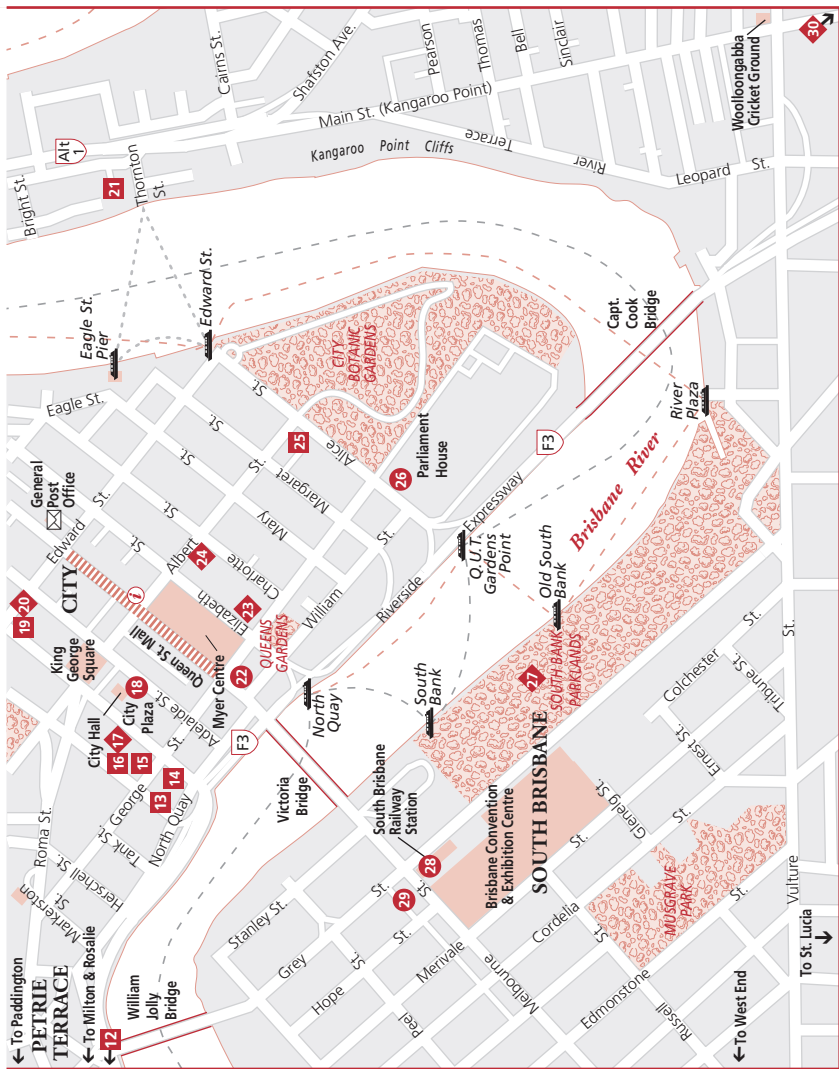 ← To Paddington
PETRIE
TERRACE
← To Milton & Rosalie
←
12
William
Jolly
Bridge
Markerston
St.
Roma St.
Herschell St.
Tank St.
George
North Quay
13
14
15
16
17
St.
City Hall
City
Plaza
18
Adelaide St.
F3
King
George
Square
19
20
CITY
Queen St Mall
i
Myer Centre
22
QUEENS
GARDENS
23
Elizabeth
24
Albert
St.
Charlotte
General
Post
Office
Edward
St.
St.
Mary
St.
William
Margaret
St.
St.
25
Alice
St.
St.
Eagle St.
Eagle St.
Pier
Edward St.
CITY
BOTANIC
GARDENS
26
Parliament
House
Riverside
Expressway
F3
Q.U.T.
Gardens
Point
North
Quay
Victoria
Bridge
South
Bank
Old South
Bank
Brisbane River
River
Plaza
Capt.
Cook
Bridge
27
SOUTH BANK
PARKLANDS
South Brisbane
Railway
Station
28
29
Brisbane Convention
& Exhibition Centre
SOUTH BRISBANE
Stanley St.
Grey
St.
Hope
St.
Peel
St.
Merivale
St.
Melbourne
Cordelia
St.
Edmonstone
Russell
St.
Glenelg St.
Ernest St.
St.
Colchester
St.
Tribune St.
MUSGRAVE
PARK
Vulture
St.
← To West End
To St. Lucia
→
Bright St.
Alt
1
21
Thornton
St.
Cairns St.
Shafston Ave.
Main St. (Kangaroo Point)
Kangaroo Point Cliffs
Pearson
Thomas
Bell
Sinclair
River
Terrace
Leopard St.
Woolloongabba
Cricket Ground
30